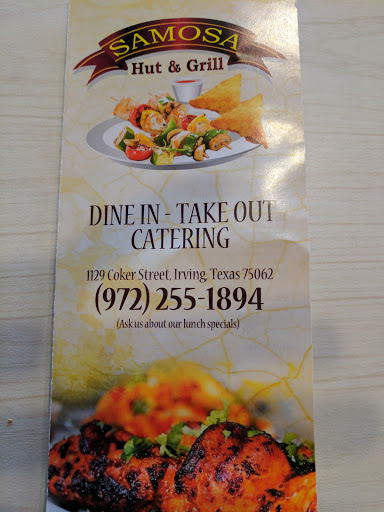 SAMOSA
Hut & Grill
DINE IN - TAKE OUT
CATERING
1129 Coker Street, Irving, Texas 75062
(972) 255-1894
(Ask us about our lunch specials)